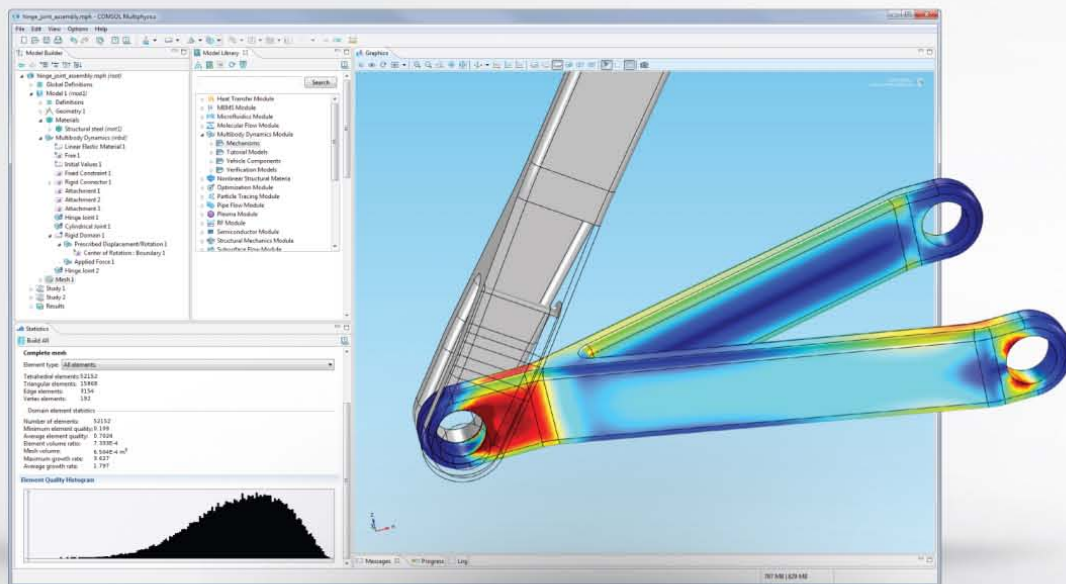 hinge_joint_assembly.mph - COMSOL Multiphysics
File Edit View Options Help
Model Builder
hinge_joint_assembly.mph (root)
Global Definitions
Model 1 (mod1)
Definitions
Geometry 1
Materials
Structural steel (mat1)
Multibody Dynamics (mbd)
Linear Elastic Material 1
Free 1
Initial Values 1
Fixed Constraint 1
Rigid Connector 1
Attachment 1
Attachment 2
Attachment 3
Hinge Joint 1
Cylindrical Joint 1
Rigid Domain 1
Prescribed Displacement/Rotation 1
Center of Rotation : Boundary 1
Applied Force 1
Hinge Joint 2
Mesh 1
Study 1
Study 2
Results
Model Library
Search
Heat Transfer Module
MEMS Module
Microfluidics Module
Molecular Flow Module
Multibody Dynamics Module
Mechanisms
Tutorial Models
Vehicle Components
Verification Models
Nonlinear Structural Materia
Optimization Module
Particle Tracing Module
Pipe Flow Module
Plasma Module
RF Module
Semiconductor Module
Structural Mechanics Module
Subsurface Flow Module
Graphics
Statistics
Build All
Complete mesh
Element type: All elements
Tetrahedral elements: 52152
Triangular elements: 15868
Edge elements: 3154
Vertex elements: 192
Domain element statistics
Number of elements: 52152
Minimum element quality: 0.199
Average element quality:
Element volume ratio:
Mesh volume:
Maximum growth rate:
Average growth rate: 1.797
Element Quality Histogram
Messages Progress Log